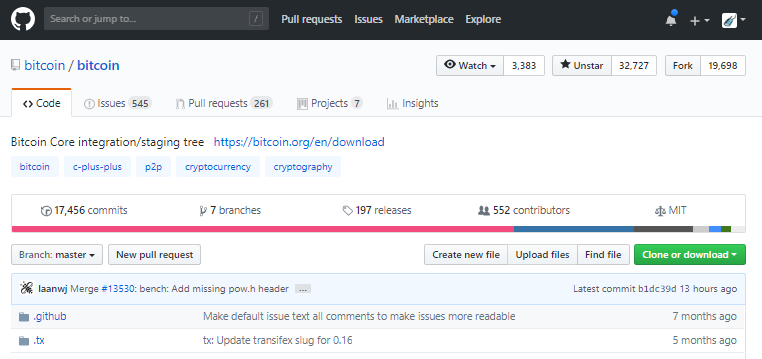 Search or jump to... / Pull requests Issues Marketplace Explore
bitcoin / bitcoin Watch 3,383 Unstar 32,727 Fork 19,698
Code Issues 545 Pull requests 261 Projects 7 Insights
Bitcoin Core integration/staging tree https://bitcoin.org/en/download
bitcoin c-plus-plus p2p cryptocurrency cryptography
17,456 commits 7 branches 197 releases 552 contributors MIT
Branch: master New pull request Create new file Upload files Find file Clone or download
laanwj Merge #13530: bench: Add missing pow.h header ... Latest commit b1dc39d 13 hours ago
.github Make default issue text all comments to make issues more readable 7 months ago
.tx tx: Update transifex slug for 0.16 5 months ago